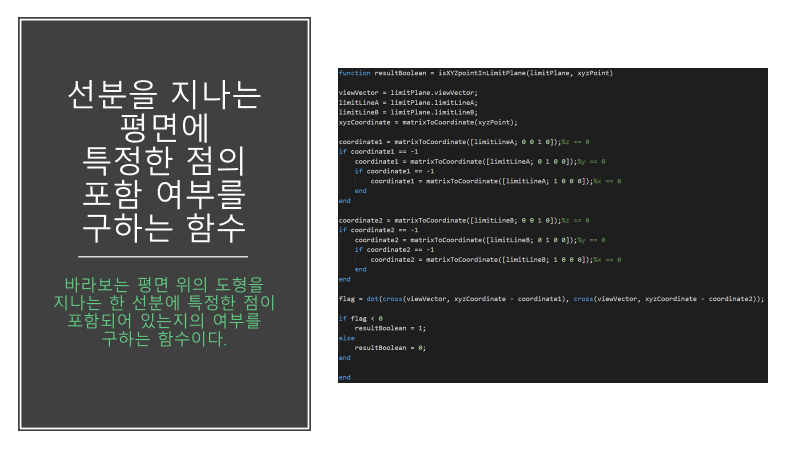 선분을 지나는
평면에
특정한 점의
포함 여부를
구하는 함수
바라보는 평면 위의 도형을
지나는 한 선분에 특정한 점이
포함되어 있는지의 여부를
구하는 함수이다.
function resultBoolean = isXYZpointInLimitPlane(limitPlane, xyzPoint)
viewVector = limitPlane.viewVector;
limitLineA = limitPlane.limitLineA;
limitLineB = limitPlane.limitLineB;
xyzCoordinate = matrixToCoordinate(xyzPoint);
coordinate1 = matrixToCoordinate([limitLineA; 0 0 1 0]);%z == 0
if coordinate1 == -1
coordinate1 = matrixToCoordinate([limitLineA; 0 1 0 0]);%y == 0
if coordinate1 == -1
coordinate1 = matrixToCoordinate([limitLineA; 1 0 0 0]);%x == 0
end
end
coordinate2 = matrixToCoordinate([limitLineB; 0 0 1 0]);%z == 0
if coordinate2 == -1
coordinate2 = matrixToCoordinate([limitLineB; 0 1 0 0]);%y == 0
if coordinate2 == -1
coordinate2 = matrixToCoordinate([limitLineB; 1 0 0 0]);%x == 0
end
end
flag = dot(cross(viewVector, xyzCoordinate - coordinate1), cross(viewVector, xyzCoordinate - coordinate2));
if flag < 0
resultBoolean = 1;
else
resultBoolean = 0;
end
end